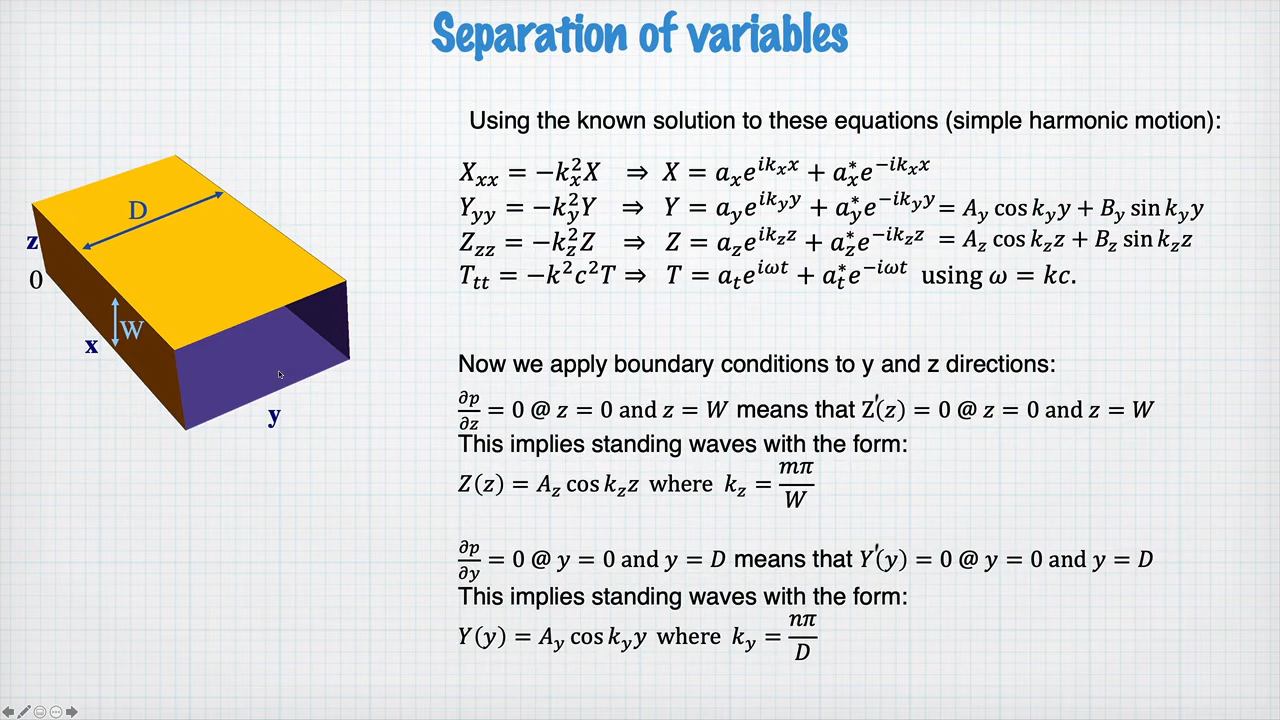 Separation of variables
Using the known solution to these equations (simple harmonic motion):
X_xx = −k_x^2 X ⇒ X = a_x e^{ik_x x} + a_x^* e^{−ik_x x}
Y_yy = −k_y^2 Y ⇒ Y = a_y e^{ik_y y} + a_y^* e^{−ik_y y} = A_y cos k_y y + B_y sin k_y y
Z_zz = −k_z^2 Z ⇒ Z = a_z e^{ik_z z} + a_z^* e^{−ik_z z} = A_z cos k_z z + B_z sin k_z z
T_tt = −k^2 c^2 T ⇒ T = a_t e^{iωt} + a_t^* e^{−iωt} using ω = kc.
D
z
0
W
x
y
Now we apply boundary conditions to y and z directions:
∂p/∂z = 0 @ z = 0 and z = W means that Z'(z) = 0 @ z = 0 and z = W
This implies standing waves with the form:
Z(z) = A_z cos k_z z where k_z = mπ/W
∂p/∂y = 0 @ y = 0 and y = D means that Y'(y) = 0 @ y = 0 and y = D
This implies standing waves with the form:
Y(y) = A_y cos k_y y where k_y = nπ/D